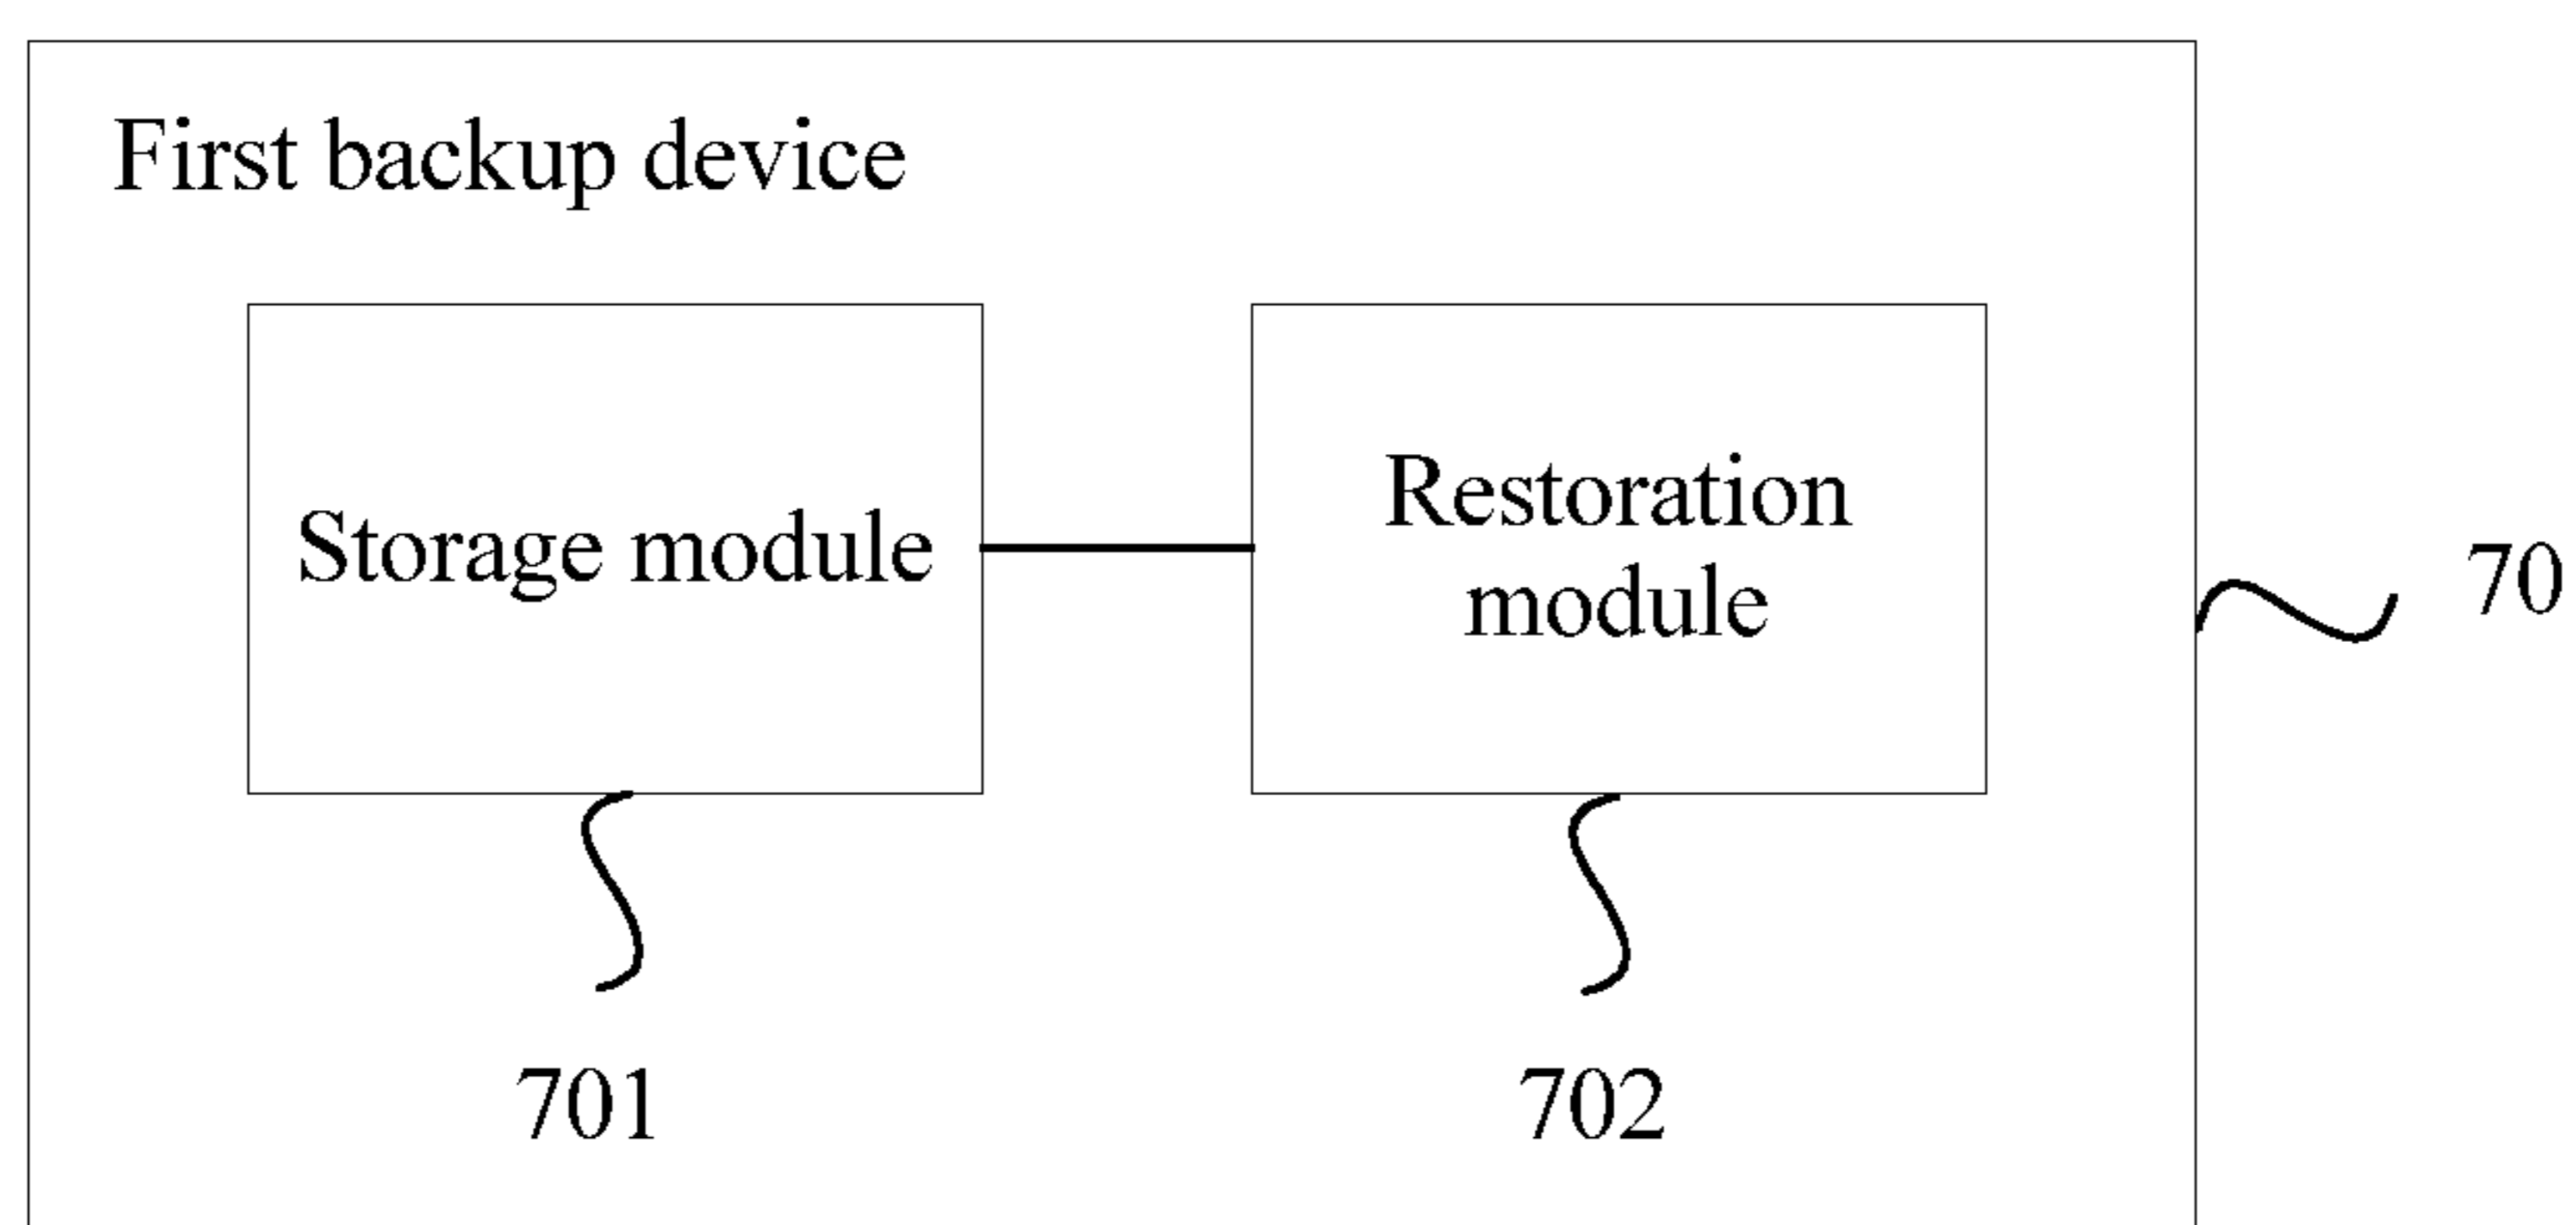 First backup device
Storage module
Restoration
module
70
701
702